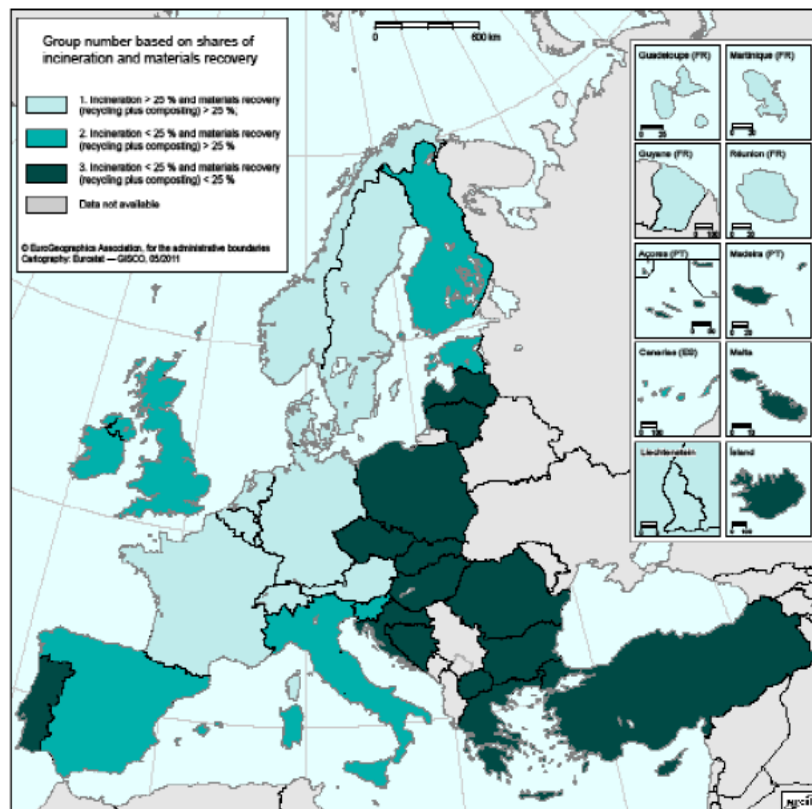 Group number based on shares of
incineration and materials recovery
1. Incineration > 25 % and materials recovery
(recycling plus composting) > 25 %;
2. Incineration < 25 % and materials recovery
(recycling plus composting) > 25 %
3. Incineration < 25 % and materials recovery
(recycling plus composting) < 25 %
Data not available
© EuroGeographics Association, for the administrative boundaries
Cartography: Eurostat — GISCO, 05/2011
0 600 km
Guadeloupe (FR)
Martinique (FR)
Guyane (FR)
Réunion (FR)
Açores (PT)
Madeira (PT)
Canarias (ES)
Malta
Liechtenstein
Ísland